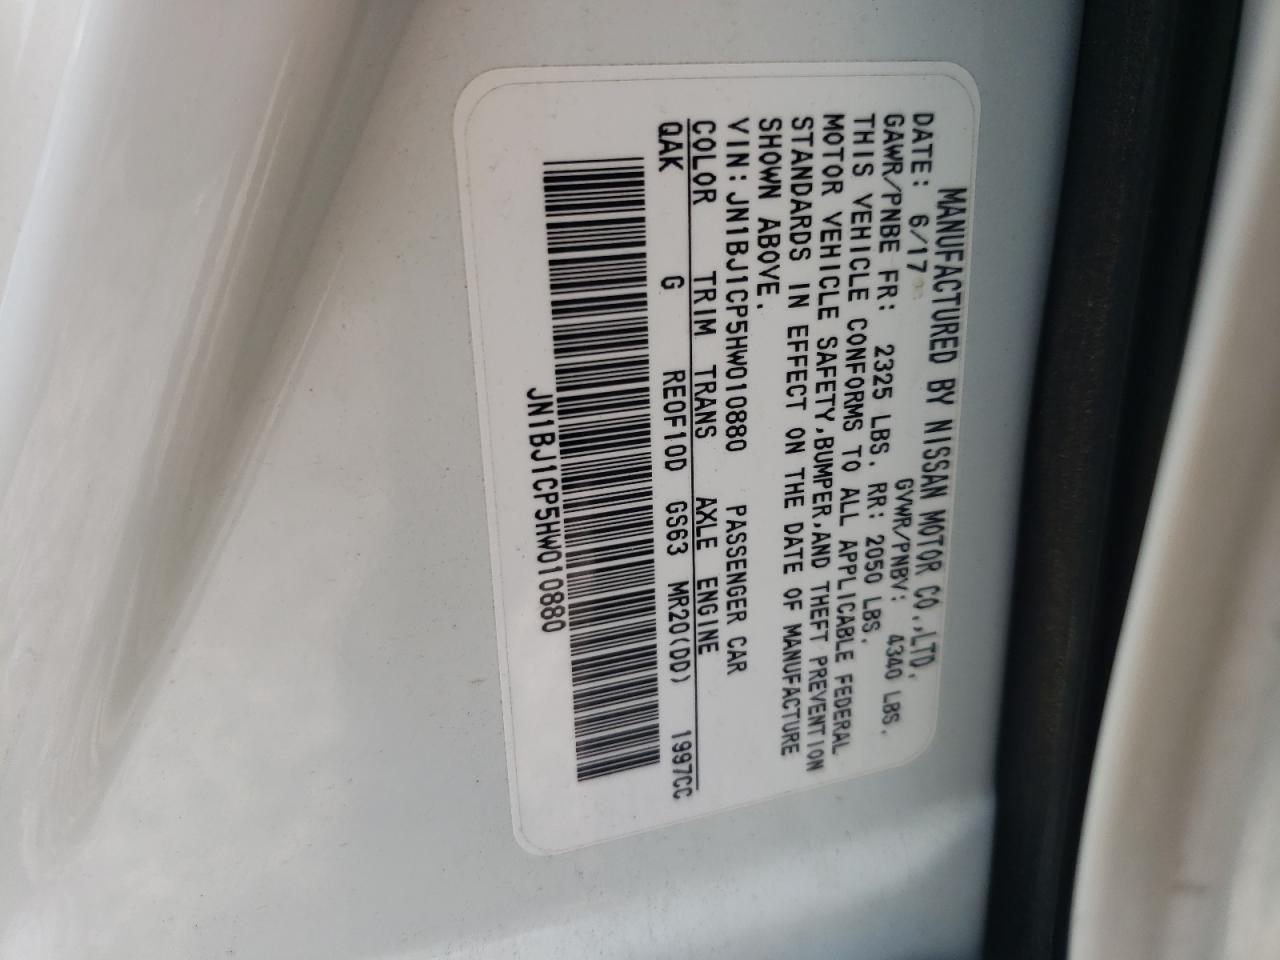 MANUFACTURED BY NISSAN MOTOR CO.,LTD.
DATE: 6/17 GVWR/PNBV: 4340 LBS.
GAWR/PNBE FR: 2325 LBS. RR: 2050 LBS.
THIS VEHICLE CONFORMS TO ALL APPLICABLE FEDERAL
MOTOR VEHICLE SAFETY,BUMPER,AND THEFT PREVENTION
STANDARDS IN EFFECT ON THE DATE OF MANUFACTURE
SHOWN ABOVE.
VIN: JN1BJ1CP5HW010880 PASSENGER CAR
COLOR TRIM TRANS AXLE ENGINE
QAK G RE0F10D GS63 MR20(DD) 1997CC
JN1BJ1CP5HW010880